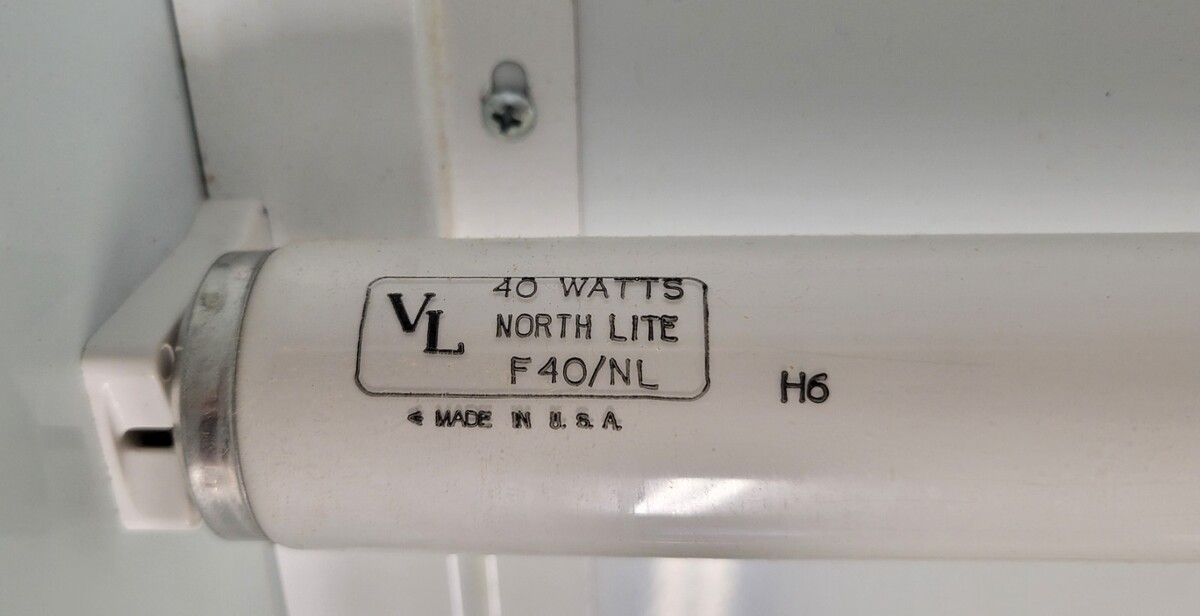 VL
40 WATTS
NORTH LITE
F40/NL
< MADE IN U.S.A.
H6